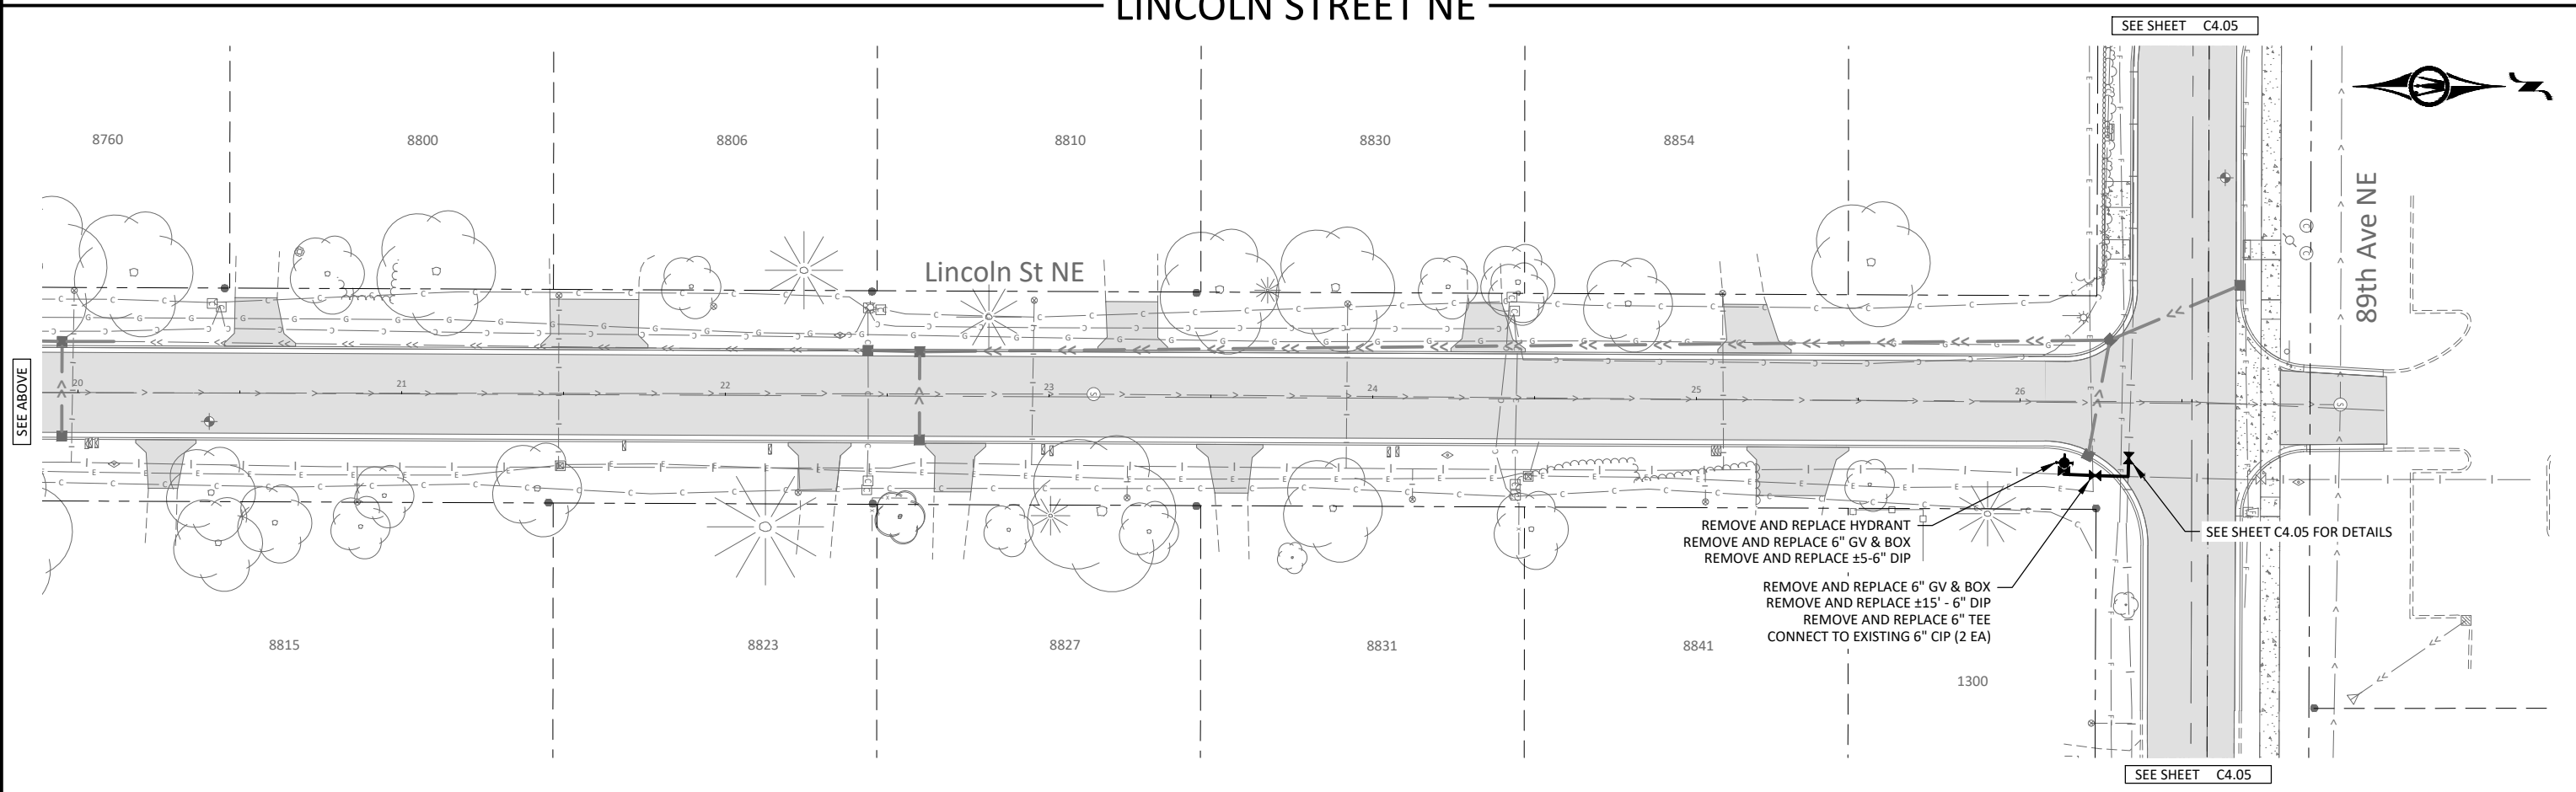 LINCOLN STREET NE
SEE SHEET C4.05
8760
8800
8806
8810
8830
8854
89th Ave NE
Lincoln St NE
SEE ABOVE
20
21
22
23
24
25
26
REMOVE AND REPLACE HYDRANT
REMOVE AND REPLACE 6" GV & BOX
REMOVE AND REPLACE ±5-6" DIP
SEE SHEET C4.05 FOR DETAILS
REMOVE AND REPLACE 6" GV & BOX
REMOVE AND REPLACE ±15' - 6" DIP
REMOVE AND REPLACE 6" TEE
CONNECT TO EXISTING 6" CIP (2 EA)
8815
8823
8827
8831
8841
1300
SEE SHEET C4.05